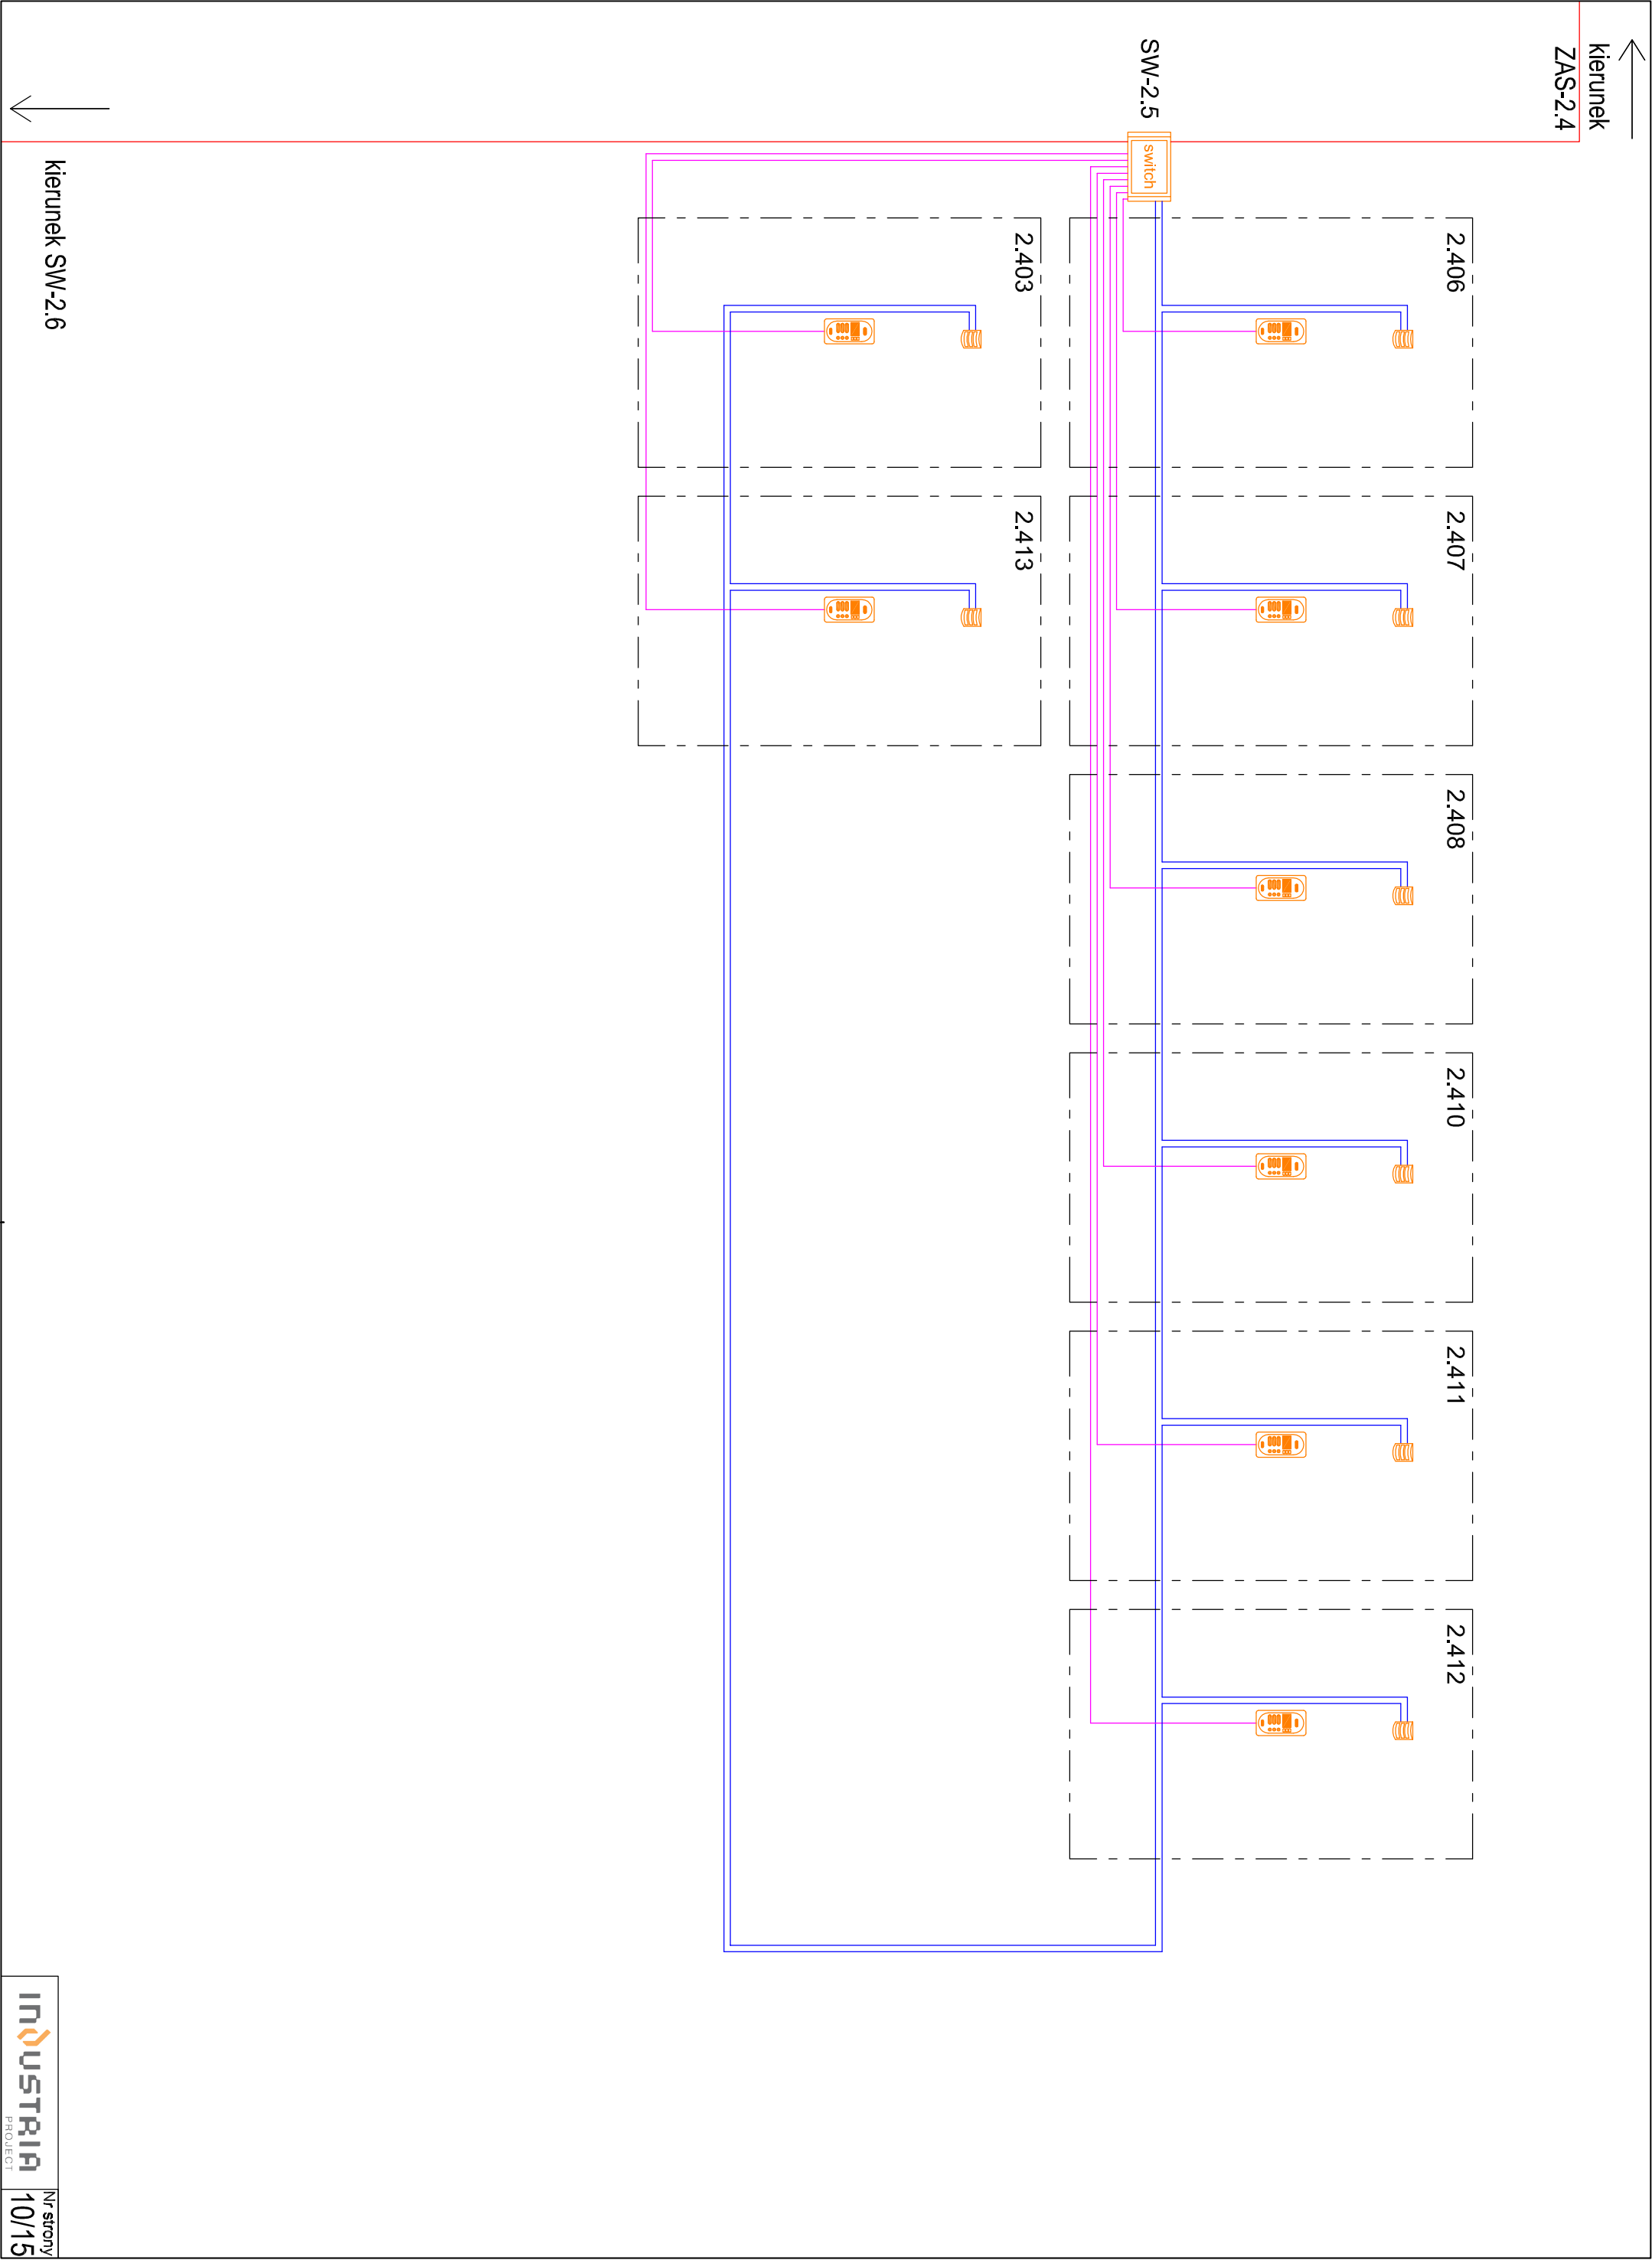 kierunek
ZAS-2.4
SW-2.5
switch
2.406
2.407
2.408
2.410
2.411
2.412
2.403
2.413
kierunek SW-2.6
INDUSTRIA
PROJECT
Nr strony
10/15